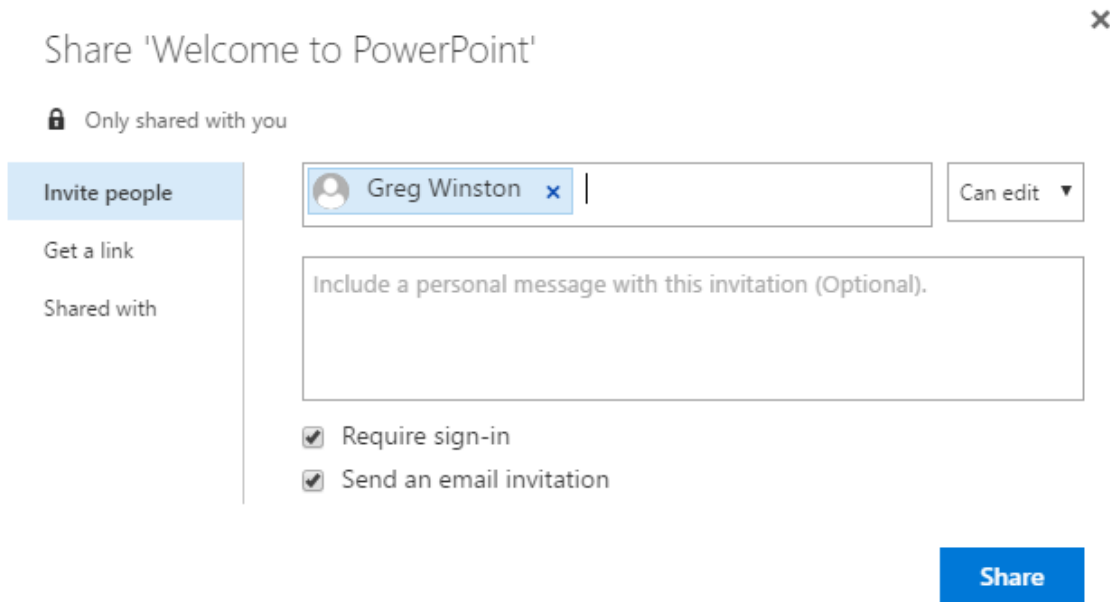 Share 'Welcome to PowerPoint'
Only shared with you
Invite people
Get a link
Shared with
Greg Winston
Can edit
Include a personal message with this invitation (Optional).
Require sign-in
Send an email invitation
Share